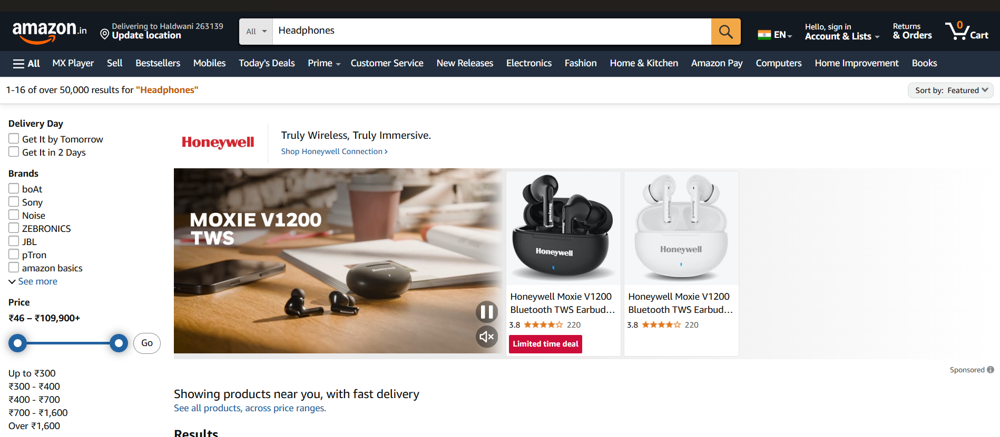 amazon.in
Delivering to Haldwani 263139
Update location
All
Headphones
EN
Hello, sign in
Account & Lists
Returns
& Orders
0
Cart
All MX Player Sell Bestsellers Mobiles Today's Deals Prime Customer Service New Releases Electronics Fashion Home & Kitchen Amazon Pay Computers Home Improvement Books
1-16 of over 50,000 results for "Headphones"
Sort by: Featured
Delivery Day
Get It by Tomorrow
Get It in 2 Days
Brands
boAt
Sony
Noise
ZEBRONICS
JBL
pTron
amazon basics
See more
Price
₹46 – ₹109,900+
Go
Up to ₹300
₹300 - ₹400
₹400 - ₹700
₹700 - ₹1,600
Over ₹1,600
Honeywell
Truly Wireless, Truly Immersive.
Shop Honeywell Connection ›
MOXIE V1200
TWS
Honeywell
Honeywell
Honeywell
Honeywell
Honeywell Moxie V1200
Bluetooth TWS Earbud...
3.8 220
Limited time deal
Honeywell
Honeywell Moxie V1200
Bluetooth TWS Earbud...
3.8 220
Sponsored
Showing products near you, with fast delivery
See all products, across price ranges.
Results